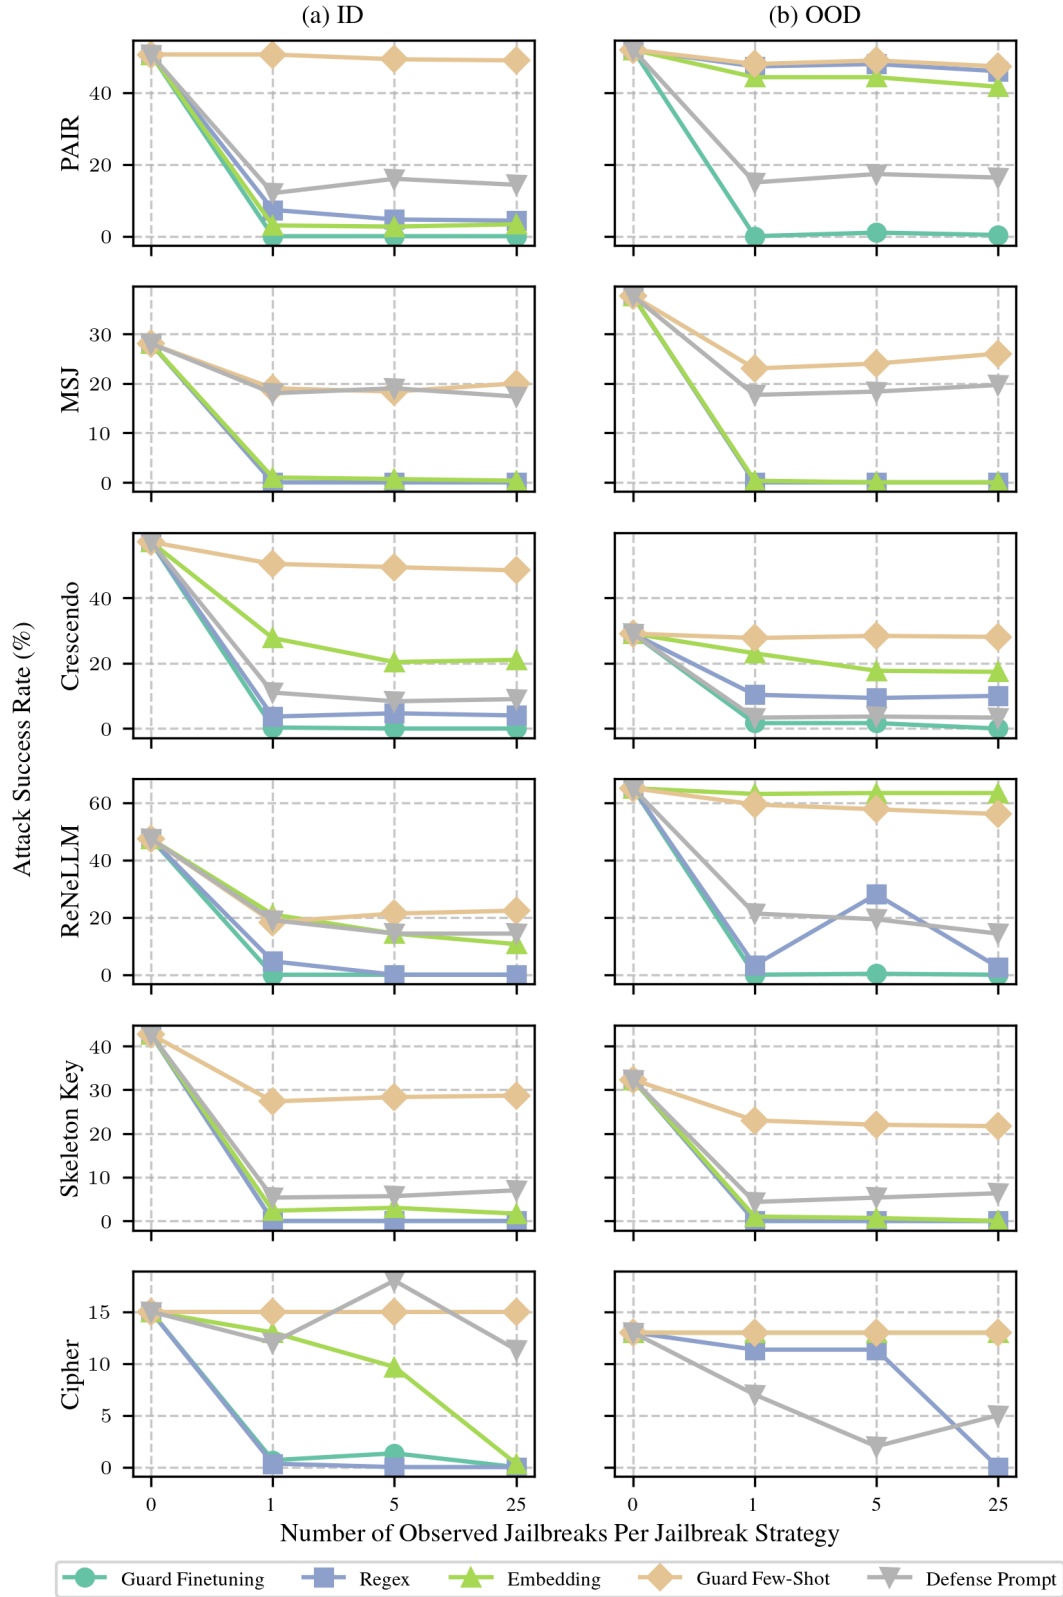 (a) ID
(b) OOD
Attack Success Rate (%)
PAIR
40
20
0
MSJ
30
20
10
0
Crescendo
40
20
0
ReNeLLM
60
40
20
0
Skeleton Key
40
30
20
10
0
Cipher
15
10
5
0
0 1 5 25
0 1 5 25
Number of Observed Jailbreaks Per Jailbreak Strategy
Guard Finetuning Regex Embedding Guard Few-Shot Defense Prompt